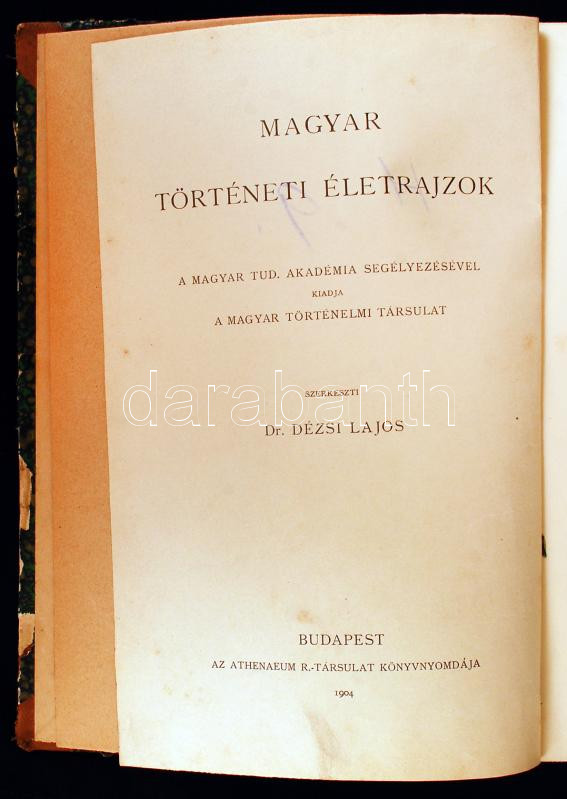 MAGYAR
TÖRTÉNETI ÉLETRAJZOK
A MAGYAR TUD. AKADÉMIA SEGÉLYEZÉSÉVEL
KIADJA
A MAGYAR TÖRTÉNELMI TÁRSULAT
SZERKESZTI
darabanth
Dr. DÉZSI LAJOS
BUDAPEST
AZ ATHENAEUM R.-TÁRSULAT KÖNYVNYOMDÁJA
1904